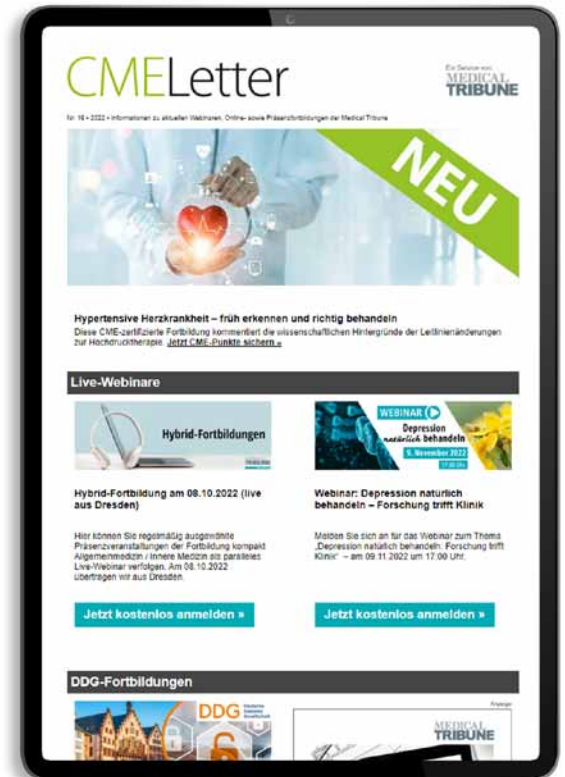 CMELetter
Ein Service von:
MEDICAL
TRIBUNE
Nr. 16 • 2022 • Informationen zu aktuellen Webinaren, Online- sowie Präsenzfortbildungen der Medical Tribune
NEU
Hypertensive Herzkrankheit – früh erkennen und richtig behandeln
Diese CME-zertifizierte Fortbildung kommentiert die wissenschaftlichen Hintergründe der Leitlinienänderungen
zur Hochdrucktherapie. Jetzt CME-Punkte sichern »
Live-Webinare
Hybrid-Fortbildungen
Hybrid-Fortbildung am 08.10.2022 (live
aus Dresden)
Hier können Sie regelmäßig ausgewählte
Präsenzveranstaltungen der Fortbildung kompakt
Allgemeinmedizin / Innere Medizin als paralleles
Live-Webinar verfolgen. Am 08.10.2022
übertragen wir aus Dresden.
Jetzt kostenlos anmelden »
WEBINAR
Depression
natürlich behandeln
9. November 2022
17.00 Uhr
Webinar: Depression natürlich
behandeln – Forschung trifft Klinik
Melden Sie sich an für das Webinar zum Thema
„Depression natürlich behandeln: Forschung trifft
Klinik“ – am 09.11.2022 um 17:00 Uhr.
Jetzt kostenlos anmelden »
DDG-Fortbildungen
DDG
Deutsche
Diabetes
Gesellschaft
Anzeige
MEDICAL
TRIBUNE